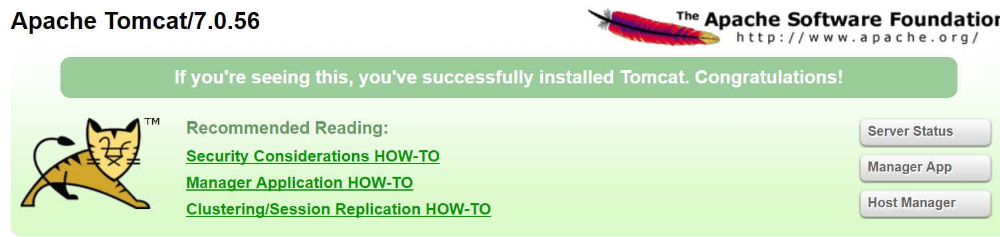 Apache Tomcat/7.0.56
The Apache Software Foundation
http://www.apache.org/
If you're seeing this, you've successfully installed Tomcat. Congratulations!
TM
Recommended Reading:
Security Considerations HOW-TO
Manager Application HOW-TO
Clustering/Session Replication HOW-TO
Server Status
Manager App
Host Manager